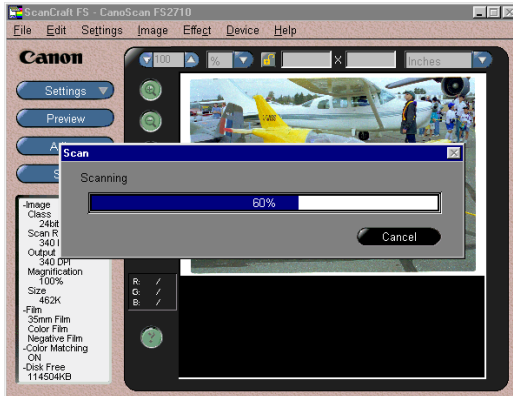 ScanCraft FS - CanoScan FS2710
File Edit Settings Image Effect Device Help
Canon
100 % X Inches
Settings
Preview
Scan
Scanning
60%
Cancel
-Image
Class
24bit
Scan R
340
Output
340 DPI
Magnification
100%
Size
462K
-Film
35mm Film
Color Film
Negative Film
-Color Matching
ON
-Disk Free
114504KB
R: /
G: /
B: /
?